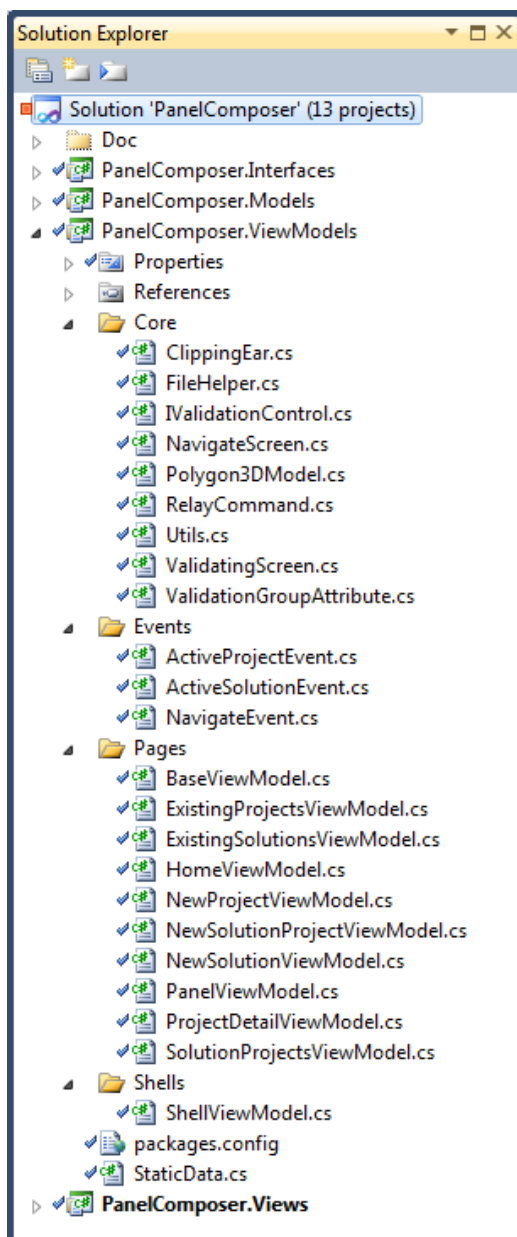 Solution Explorer
Solution 'PanelComposer' (13 projects)
Doc
PanelComposer.Interfaces
PanelComposer.Models
PanelComposer.ViewModels
Properties
References
Core
ClippingEar.cs
FileHelper.cs
IValidationControl.cs
NavigateScreen.cs
Polygon3DModel.cs
RelayCommand.cs
Utils.cs
ValidatingScreen.cs
ValidationGroupAttribute.cs
Events
ActiveProjectEvent.cs
ActiveSolutionEvent.cs
NavigateEvent.cs
Pages
BaseViewModel.cs
ExistingProjectsViewModel.cs
ExistingSolutionsViewModel.cs
HomeViewModel.cs
NewProjectViewModel.cs
NewSolutionProjectViewModel.cs
NewSolutionViewModel.cs
PanelViewModel.cs
ProjectDetailViewModel.cs
SolutionProjectsViewModel.cs
Shells
ShellViewModel.cs
packages.config
StaticData.cs
PanelComposer.Views